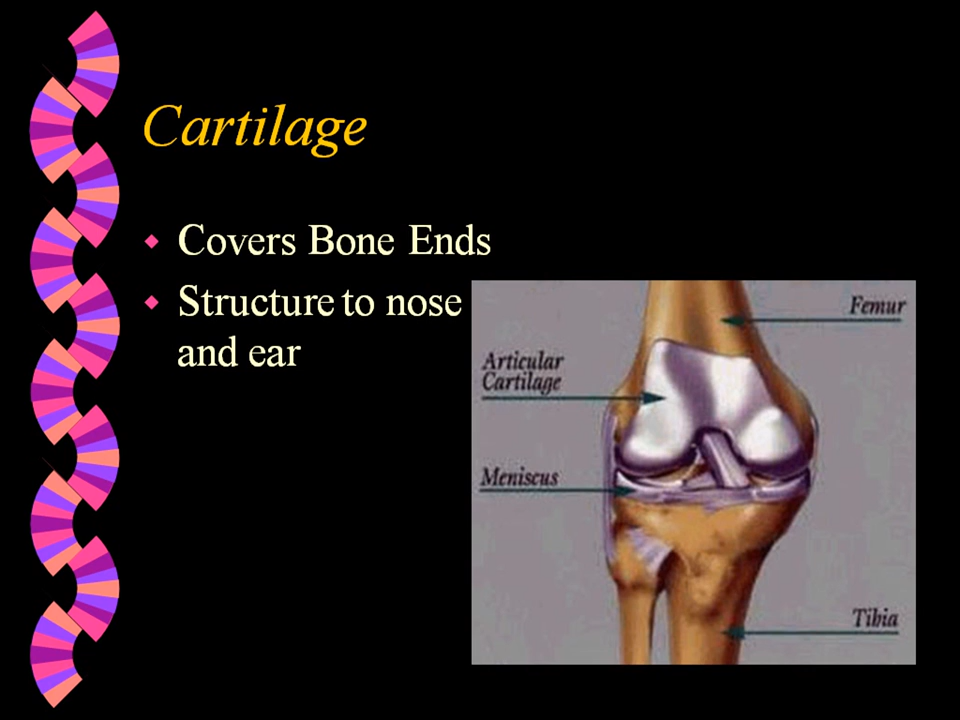 Cartilage
Covers Bone Ends
Structure to nose
and ear
Femur
Articular
Cartilage
Meniscus
Tibia